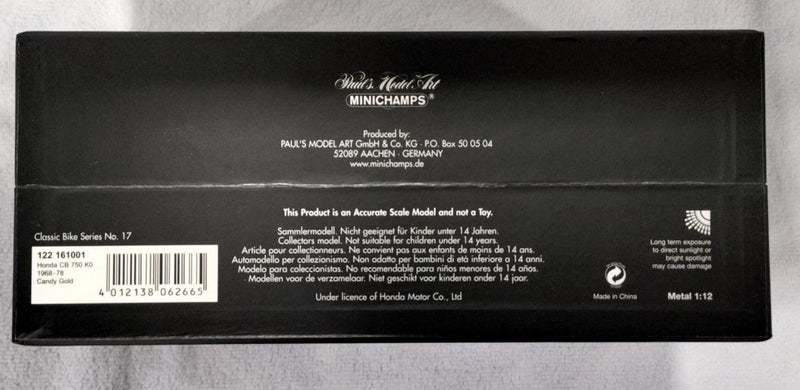 Paul's Model Art
MINICHAMPS®
Produced by:
PAUL'S MODEL ART GmbH & Co. KG · P.O. Box 50 05 04
52089 AACHEN · GERMANY
www.minichamps.de
This Product is an Accurate Scale Model and not a Toy.
Classic Bike Series No. 17
122 161001
Honda CB 750 K0
1968-78
Candy Gold
4 012138 062665
Sammlermodell. Nicht geeignet für Kinder unter 14 Jahren.
Collectors model. Not suitable for children under 14 years.
Article pour collectionneurs. Ne convient pas aux enfants de moins de 14 ans.
Automodello per collezionismo. Non adatto per bambini di età inferiore a 14 anni.
Modelo para coleccionistas. No recomendable para niños menores de 14 años.
Modellen voor de verzamelaar. Niet geschikt voor kinderen onder 14 jaar.
Under licence of Honda Motor Co., Ltd
Long term exposure
to direct sunlight or
bright spotlight
may cause damage
Made in China
Metal 1:12